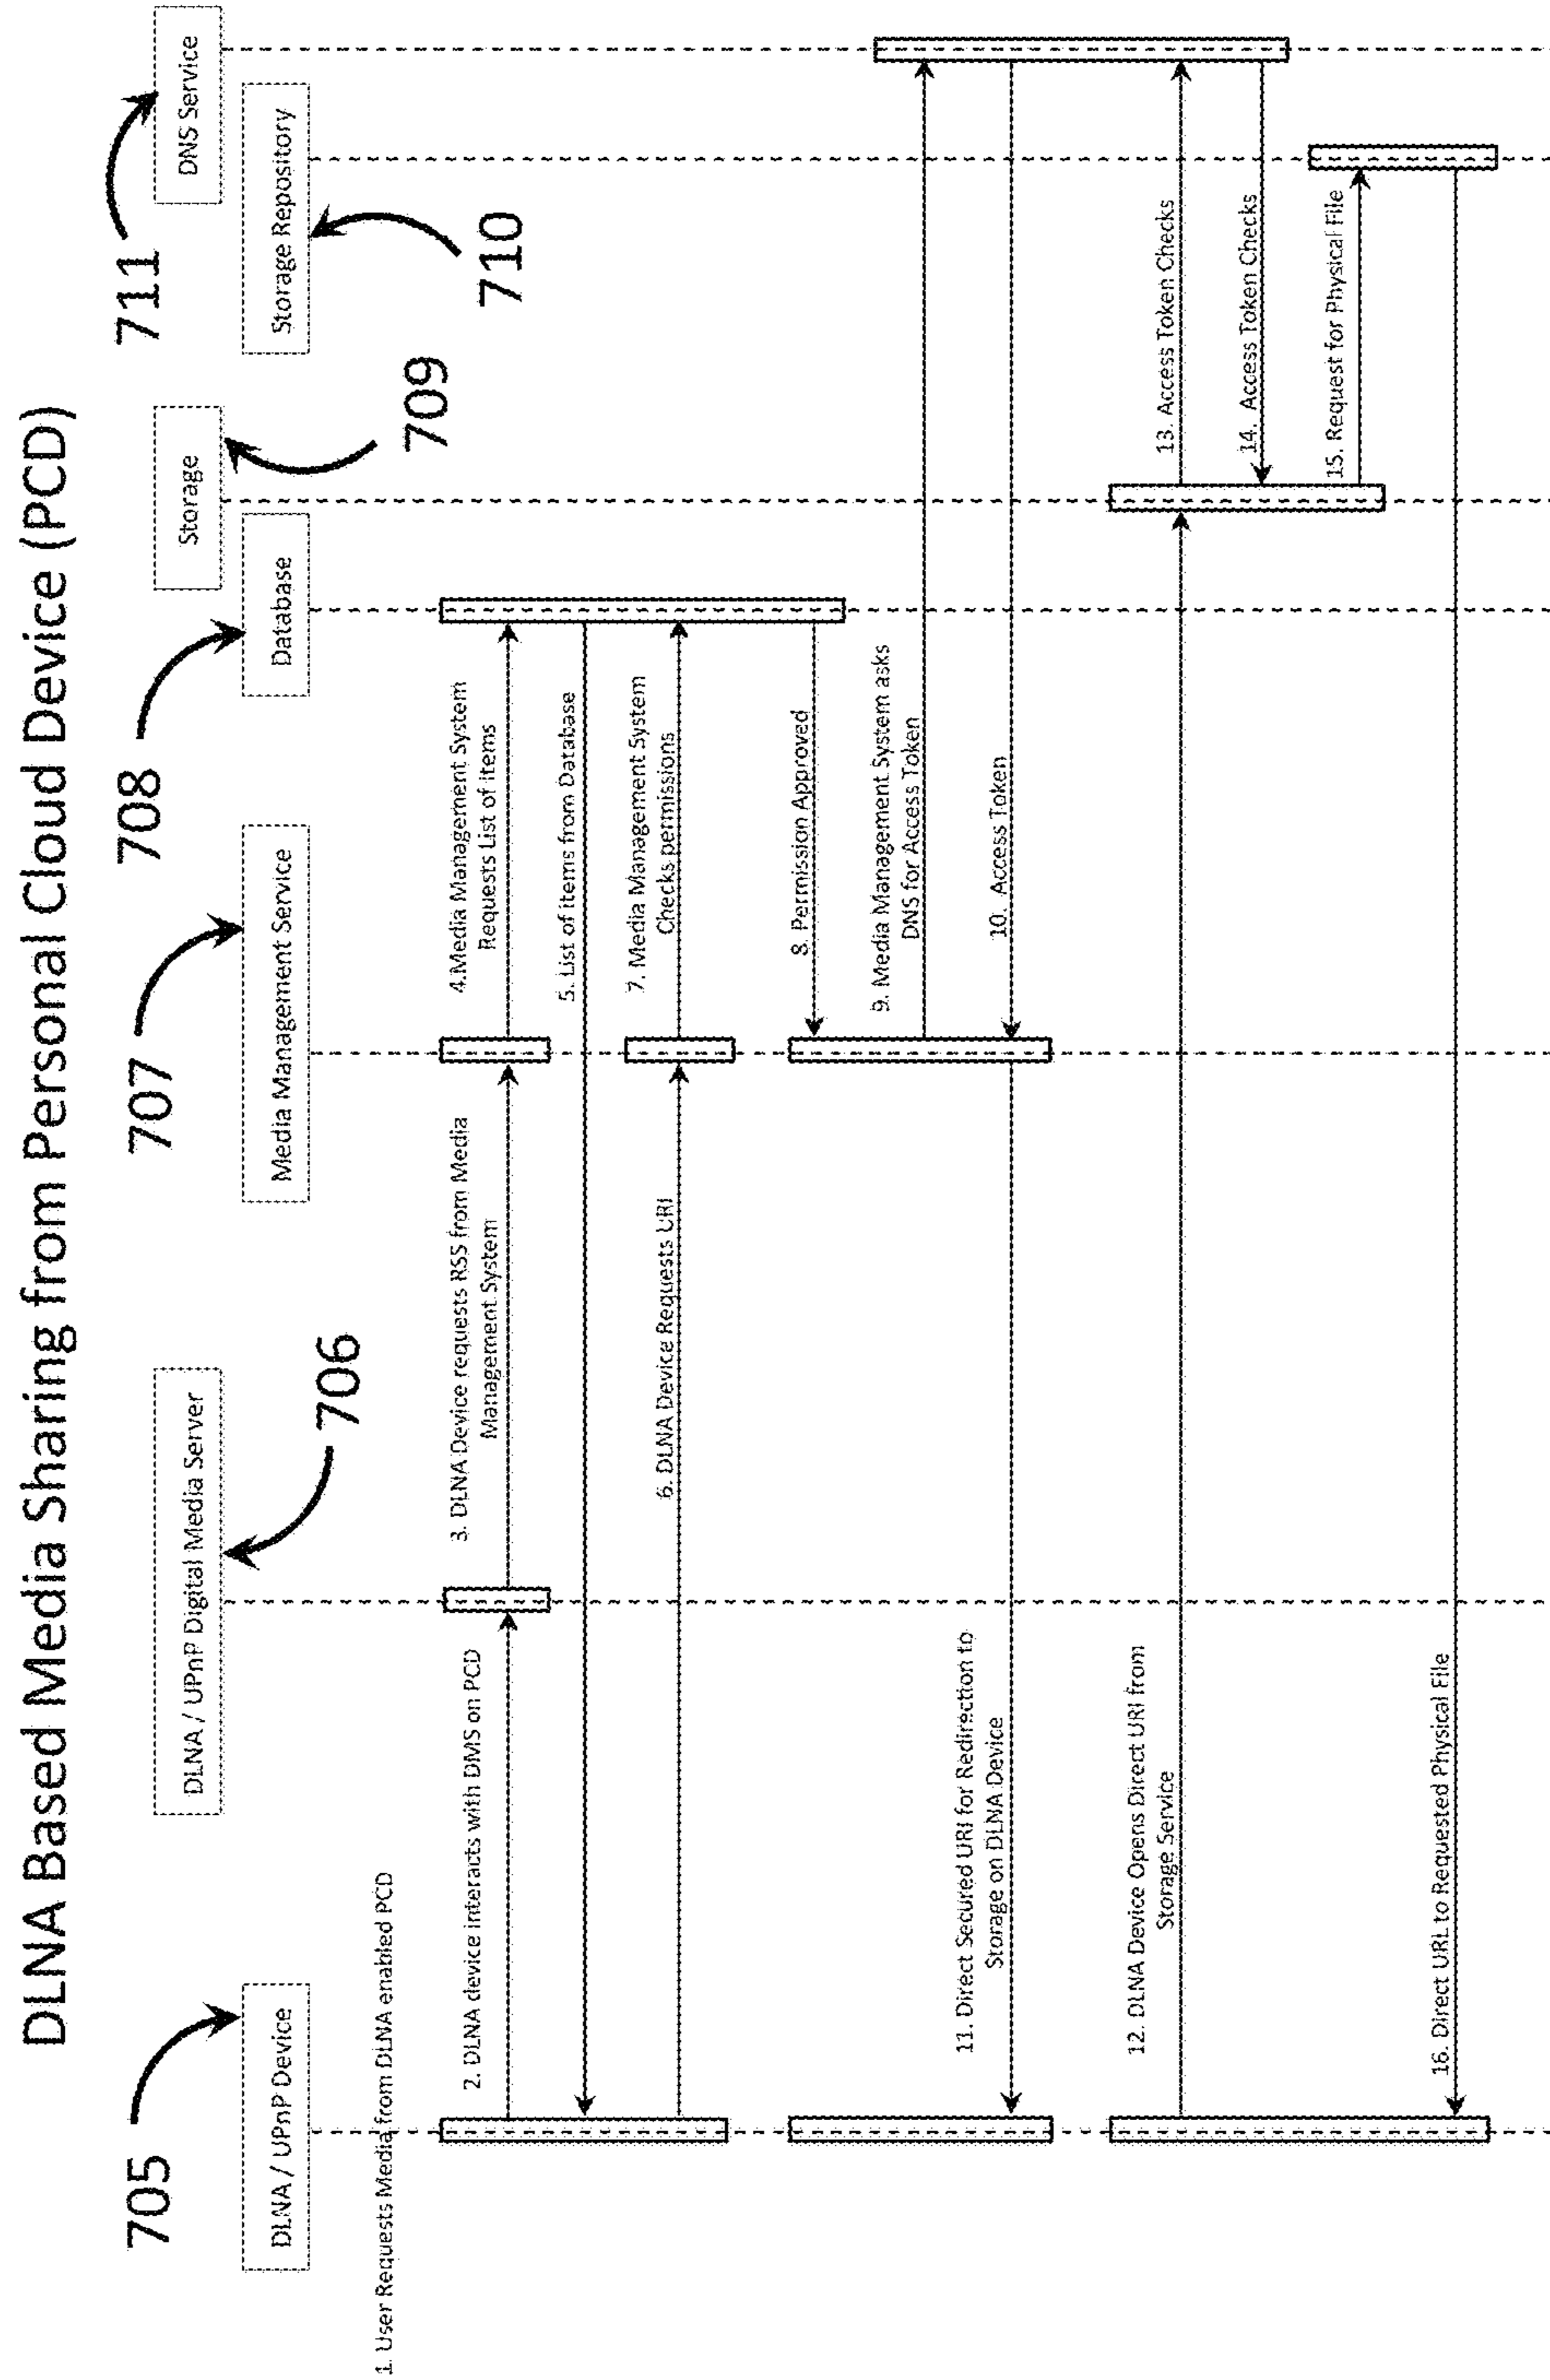 DLNA Based Media Sharing from Personal Cloud Device (PCD)
705
706
707
708
709
710
711
DLNA / UPnP Device
DLNA / UPnP Digital Media Server
Media Management Service
Database
Storage
Storage Repository
DNS Service
1. User Requests Media from DLNA enabled PCD
2. DLNA device interacts with DMS on PCD
3. DLNA Device requests RSS from Media
Management System
4.Media Management System
Requests List of items
5. List of items from Database
6. DLNA Device Requests URI
7. Media Management System
Checks permissions
8. Permission Approved
9. Media Management System asks
DNS for Access Token
10. Access Token
11. Direct Secured URI for Redirection to
Storage on DLNA Device
12. DLNA Device Opens Direct URI from
Storage Service
13. Access Token Checks
14. Access Token Checks
15. Request for Physical File
16. Direct URL to Requested Physical File